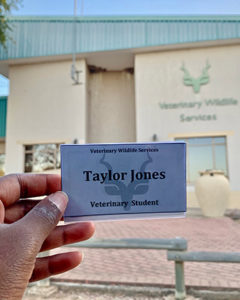 Veterinary Wildlife
Services
Veterinary Wildlife Services
Taylor Jones
Veterinary Student